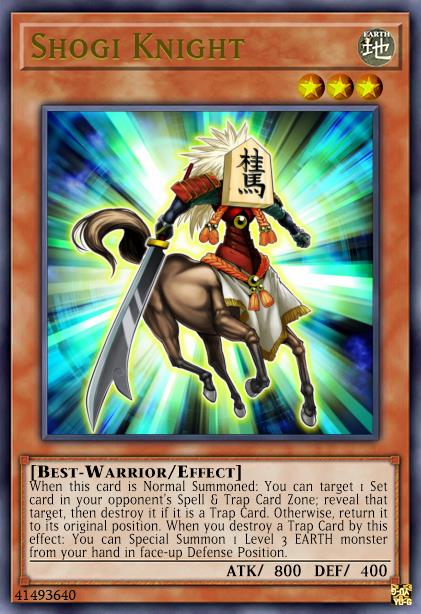 Shogi Knight
EARTH
地
桂
馬
[Best-Warrior/Effect]
When this card is Normal Summoned: You can target 1 Set
card in your opponent's Spell & Trap Card Zone; reveal that
target, then destroy it if it is a Trap Card. Otherwise, return it
to its original position. When you destroy a Trap Card by this
effect: You can Special Summon 1 Level 3 EARTH monster
from your hand in face-up Defense Position.
ATK/ 800 DEF/ 400
41493640